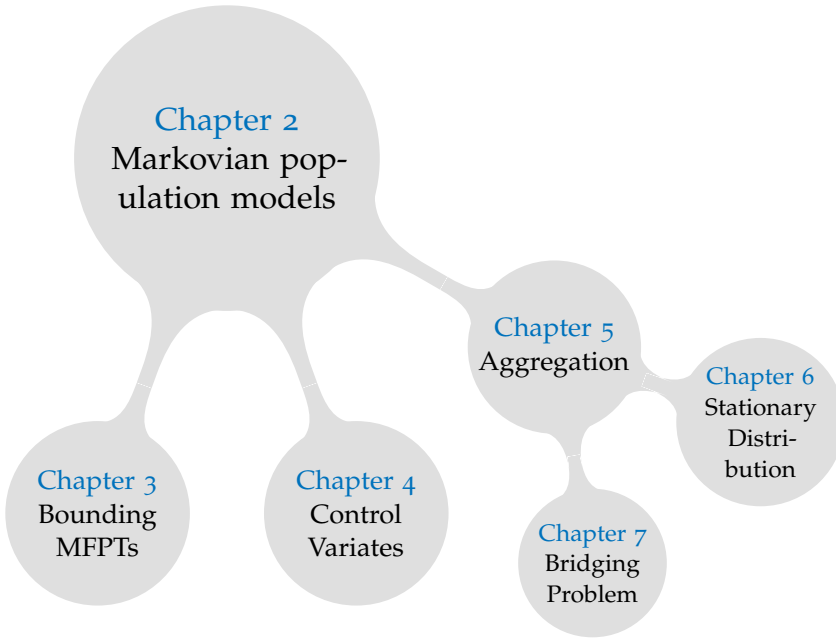 Chapter 2
Markovian pop-
ulation models
Chapter 5
Aggregation
Chapter 6
Stationary
Distri-
bution
Chapter 3
Bounding
MFPTs
Chapter 4
Control
Variates
Chapter 7
Bridging
Problem